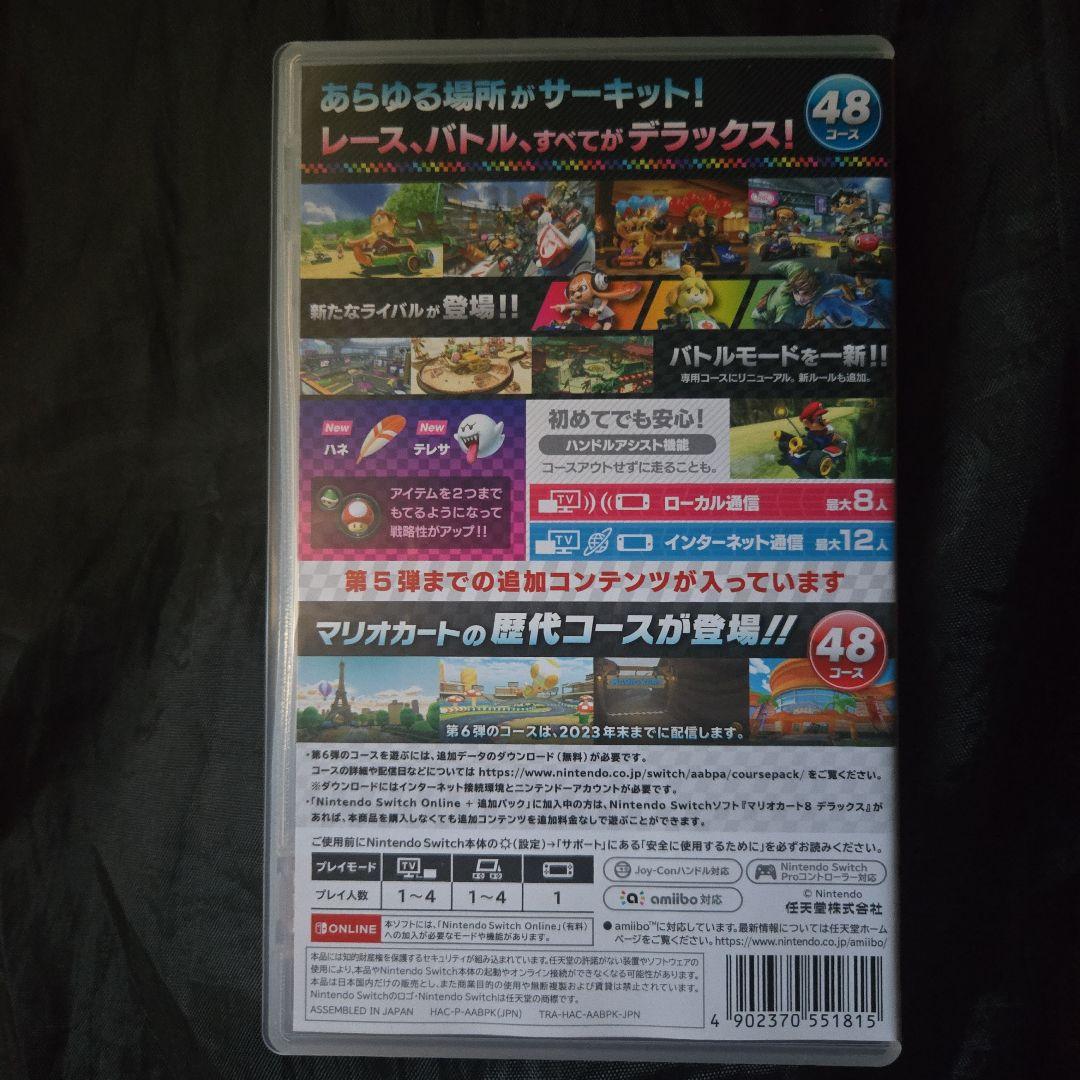 あらゆる場所がサーキット!
レース、バトル、すべてがデラックス!
48
コース
新たなライバルが登場!!
バトルモードを一新!!
専用コースにリニューアル。新ルールも追加。
New
ハネ
New
テレサ
アイテムを2つまで
もてるようになって
戦略性がアップ!!
初めてでも安心!
ハンドルアシスト機能
コースアウトせずに走ることも。
TV
ローカル通信 最大8人
TV
インターネット通信 最大12人
第5弾までの追加コンテンツが入っています
マリオカートの歴代コースが登場!!
48
コース
第6弾のコースは、2023年末までに配信します。
・第6弾のコースを遊ぶには、追加データのダウンロード(無料)が必要です。
コースの詳細や配信日などについては https://www.nintendo.co.jp/switch/aabpa/coursepack/ をご覧ください。
※ダウンロードにはインターネット接続環境とニンテンドーアカウントが必要です。
・「Nintendo Switch Online + 追加パック」に加入中の方は、Nintendo Switchソフト『マリオカート8 デラックス』が
あれば、本商品を購入しなくても追加コンテンツを追加料金なしで遊ぶことができます。
ご使用前にNintendo Switch本体の(設定)→「サポート」にある「安全に使用するために」を必ずお読みください。
プレイモード TV
プレイ人数 1～4 1～4 1
Joy-Conハンドル対応
Nintendo Switch
Proコントローラー対応
amiibo 対応
© Nintendo
任天堂株式会社
ONLINE
本ソフトには、「Nintendo Switch Online」(有料)
への加入が必要なモードや機能があります。
●amiibo™に対応しています。最新情報については任天堂ホーム
ページをご覧ください。https://www.nintendo.co.jp/amiibo/
本品には知的財産権を保護するセキュリティが組み込まれています。任天堂の許諾がない装置やソフトウェアの
使用により、本品やNintendo Switch本体の起動やオンライン接続ができなくなる可能性があります。
本品は日本国内だけの販売とし、また商業目的の使用や無断複製および賃貸は禁止されています。
Nintendo Switchのロゴ・Nintendo Switchは任天堂の商標です。
ASSEMBLED IN JAPAN HAC-P-AABPK(JPN) TRA-HAC-AABPK-JPN
4 902370 551815